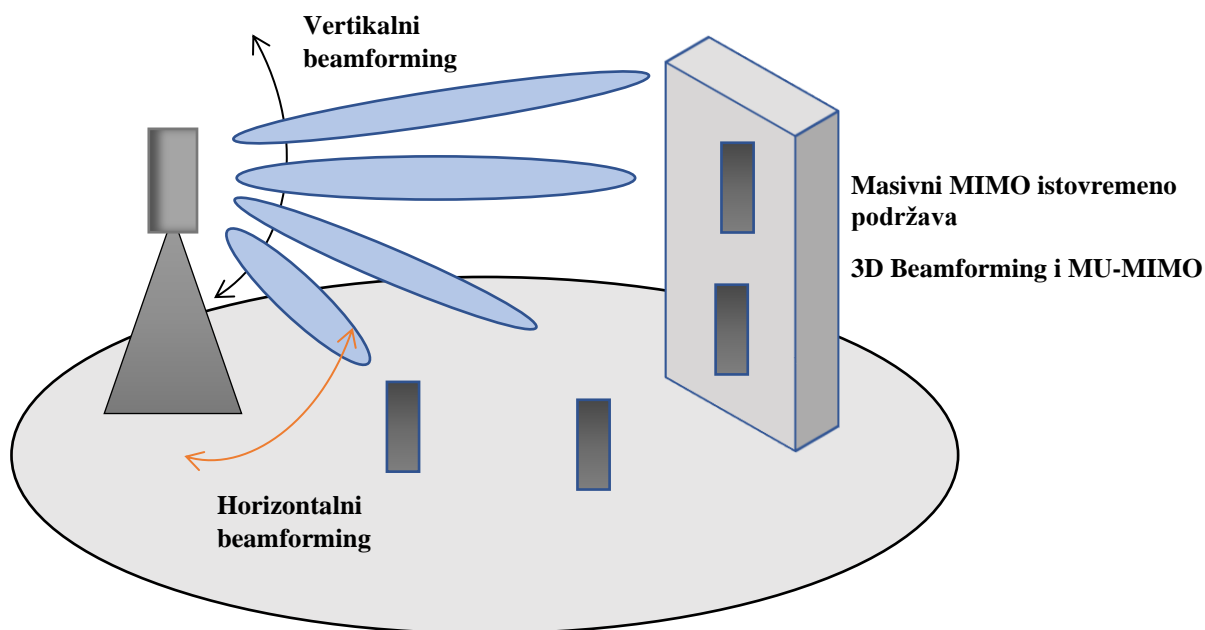 Vertikalni
beamforming
Masivni MIMO istovremeno
podržava
3D Beamforming i MU-MIMO
Horizontalni
beamforming